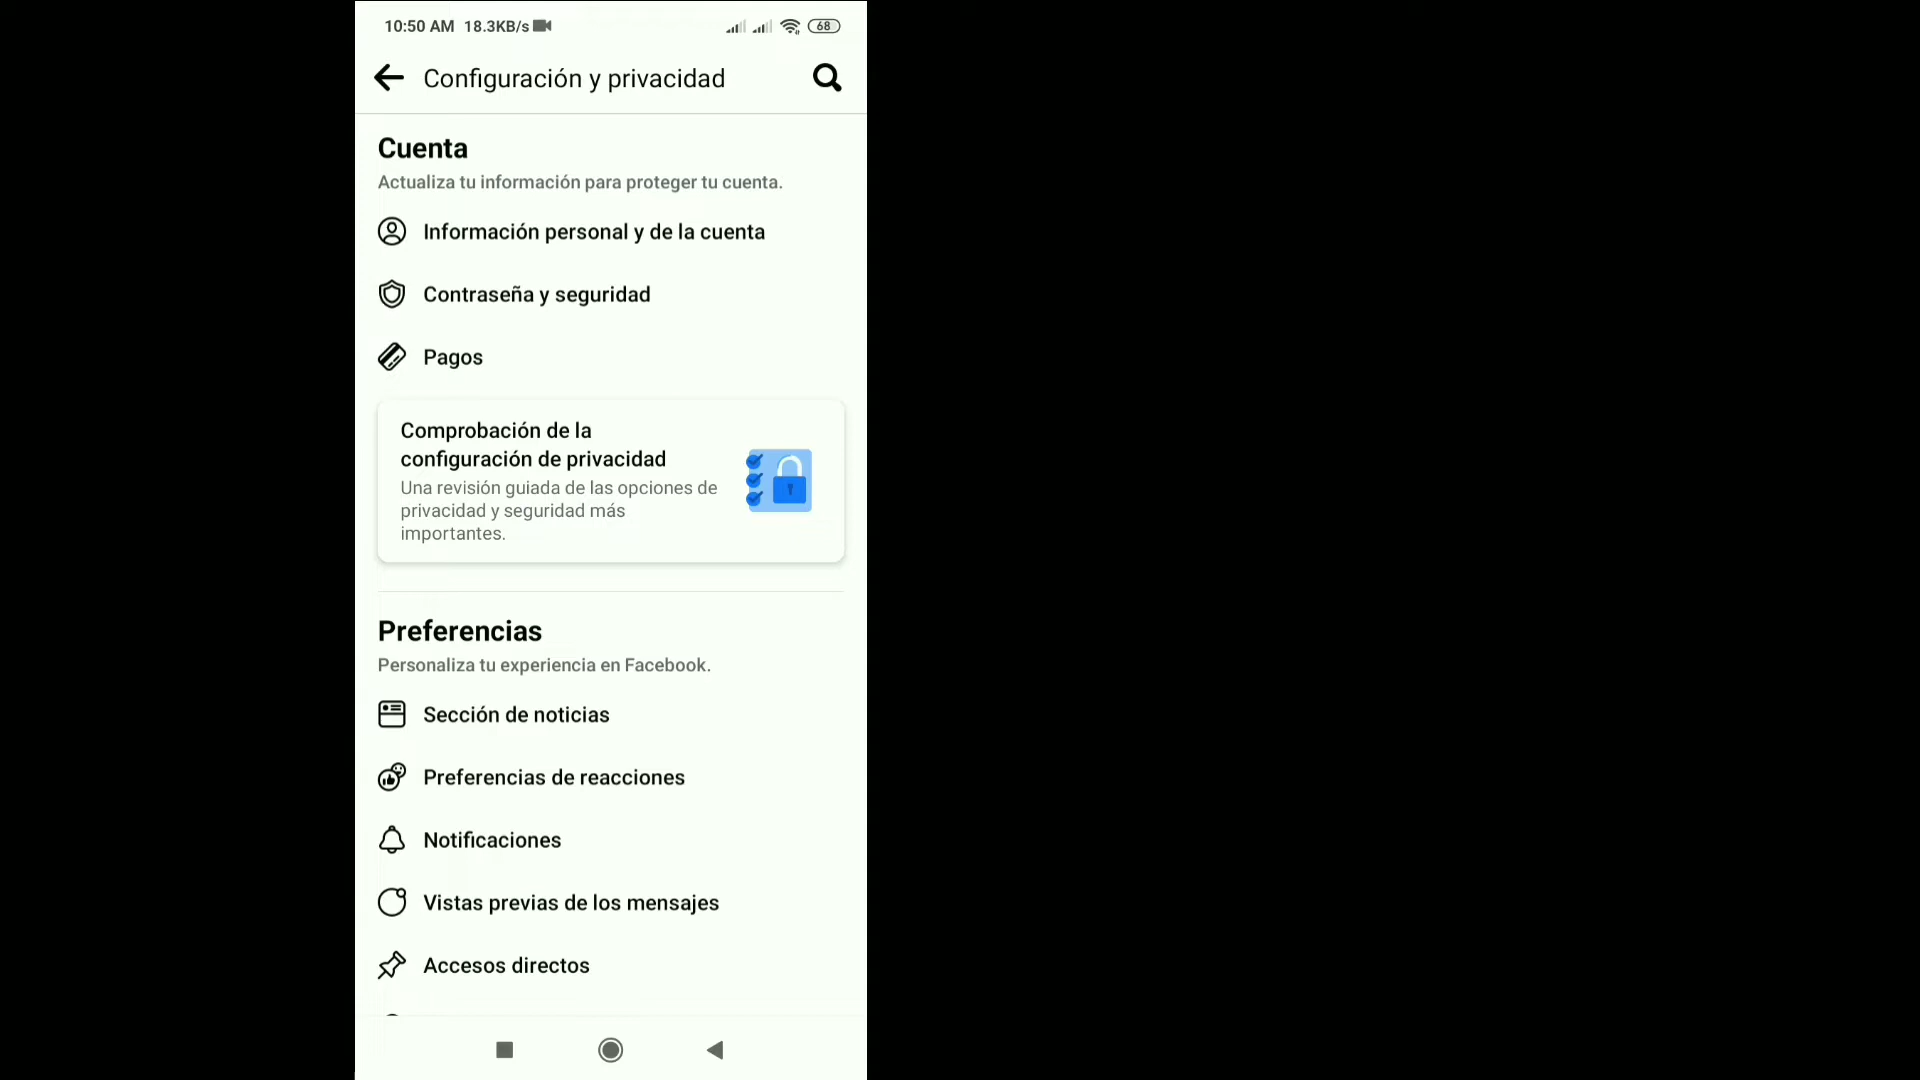 10:50 AM 18.3KB/s
68
Configuración y privacidad
Cuenta
Actualiza tu información para proteger tu cuenta.
Información personal y de la cuenta
Contraseña y seguridad
Pagos
Comprobación de la
configuración de privacidad
Una revisión guiada de las opciones de
privacidad y seguridad más
importantes.
Preferencias
Personaliza tu experiencia en Facebook.
Sección de noticias
Preferencias de reacciones
Notificaciones
Vistas previas de los mensajes
Accesos directos